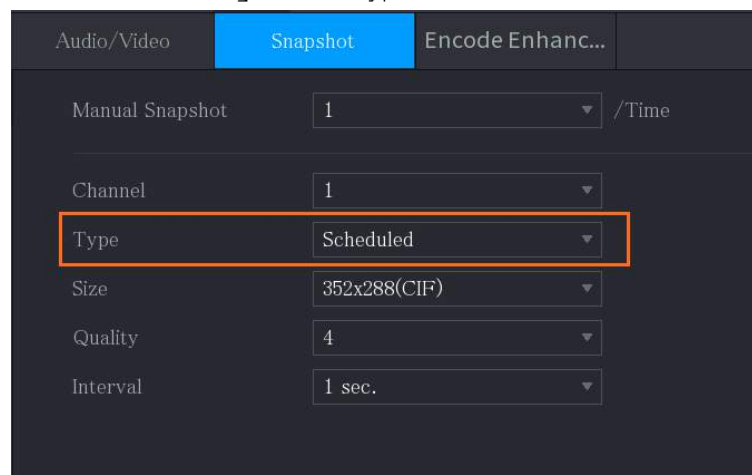 Audio/Video Snapshot Encode Enhanc...
Manual Snapshot 1 /Time
Channel 1
Type Scheduled
Size 352x288(CIF)
Quality 4
Interval 1 sec.